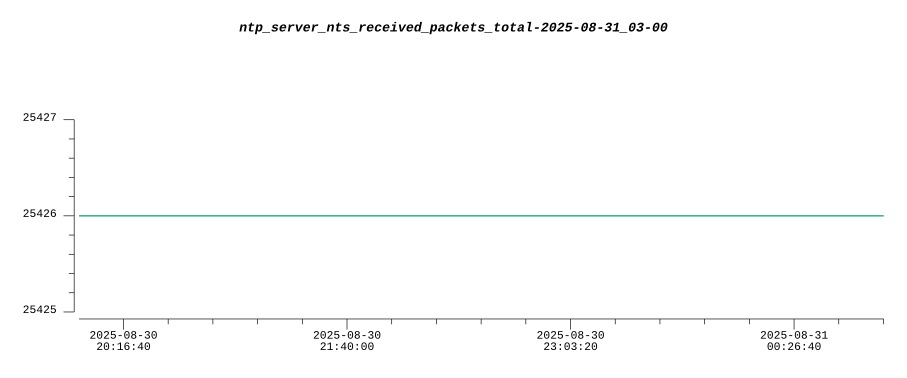 ntp_server_nts_received_packets_total-2025-08-31_03-00
25427
25426
25425
2025-08-30 2025-08-30 2025-08-30 2025-08-31
20:16:40 21:40:00 23:03:20 00:26:40